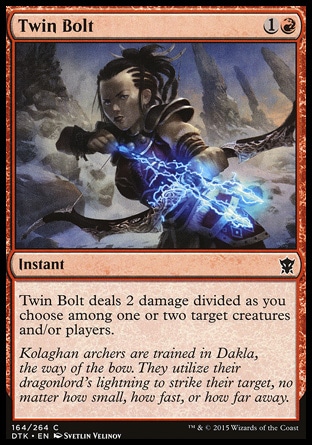 Twin Bolt 1
Instant
Twin Bolt deals 2 damage divided as you
choose among one or two target creatures
and/or players.
Kolaghan archers are trained in Dakla,
the way of the bow. They utilize their
dragonlord's lightning to strike their target, no
matter how small, how fast, or how far away.
164/264 C
DTK • EN SVETLIN VELINOV ™ & © 2015 Wizards of the Coast